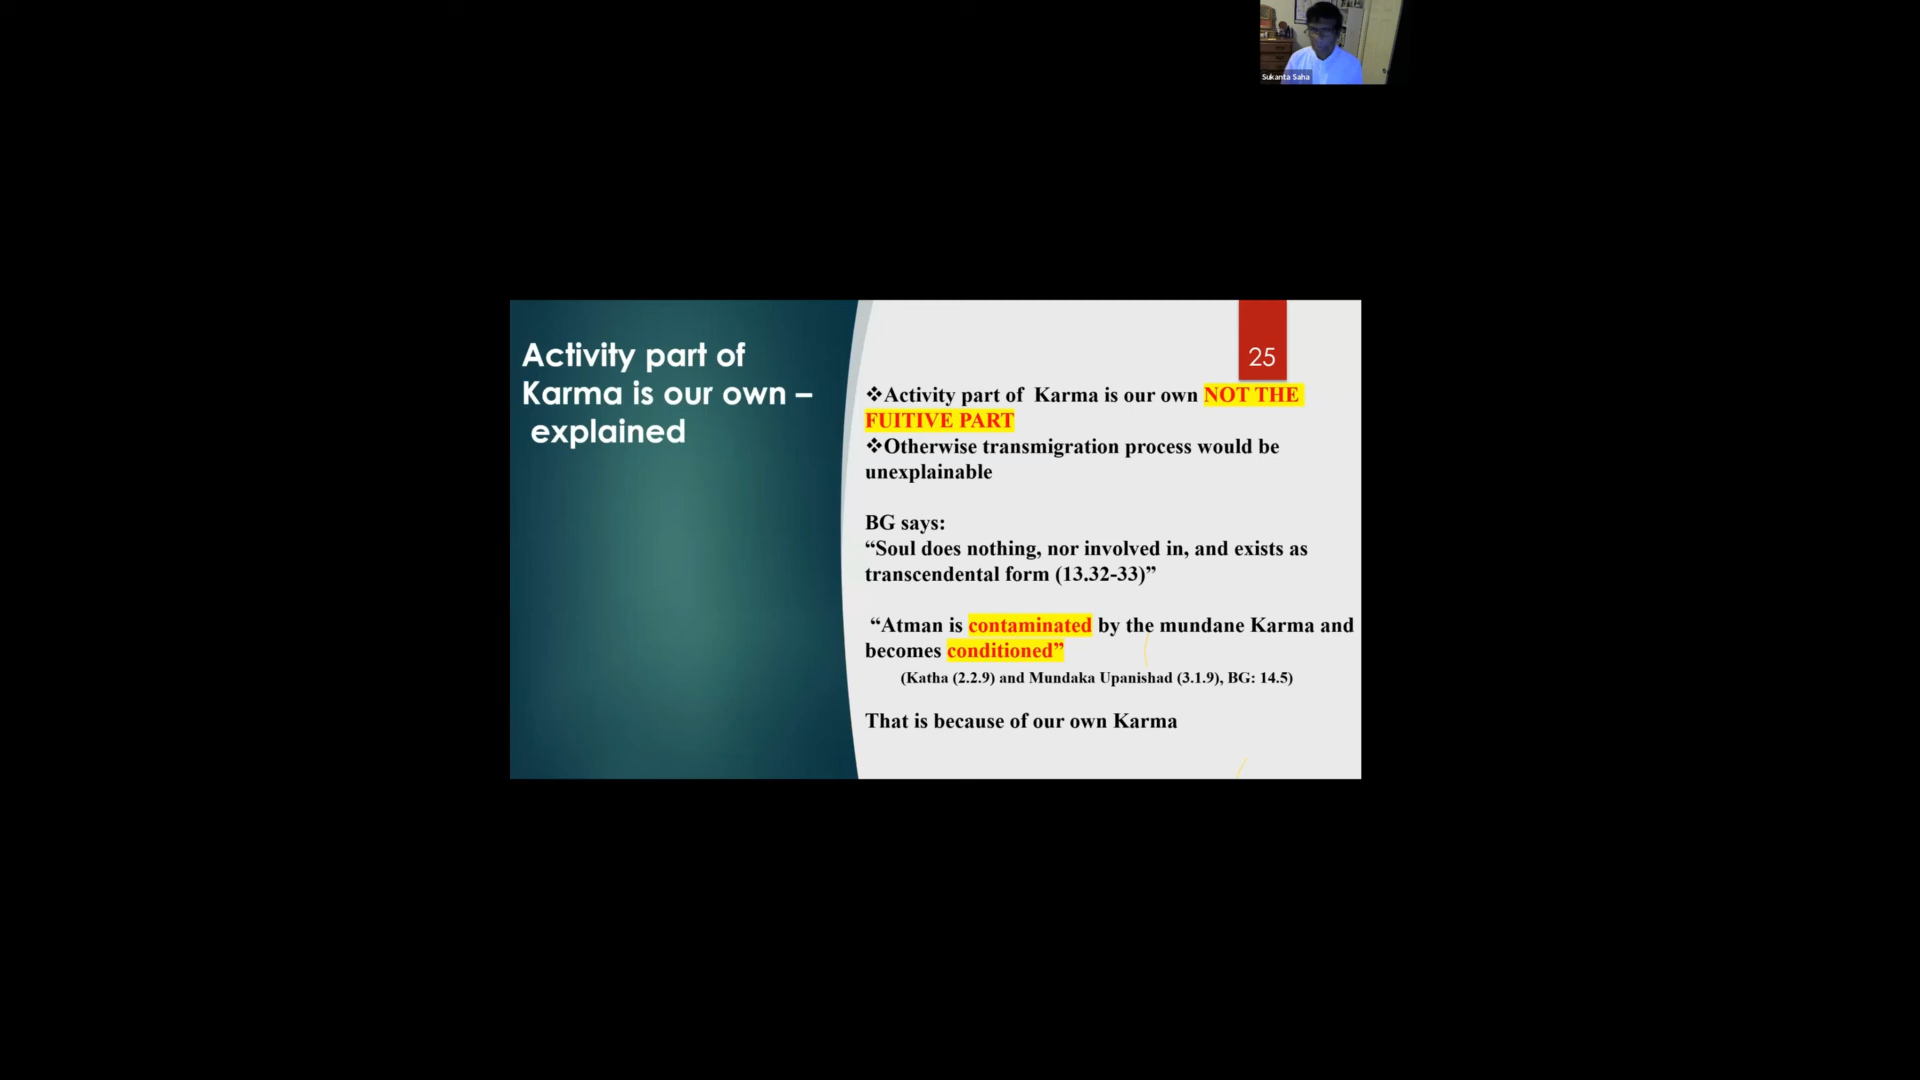 Sukanta Saha
Activity part of
Karma is our own –
explained
25
❖Activity part of Karma is our own NOT THE
FUITIVE PART
❖Otherwise transmigration process would be
unexplainable
BG says:
“Soul does nothing, nor involved in, and exists as
transcendental form (13.32-33)”
“Atman is contaminated by the mundane Karma and
becomes conditioned”
(Katha (2.2.9) and Mundaka Upanishad (3.1.9), BG: 14.5)
That is because of our own Karma